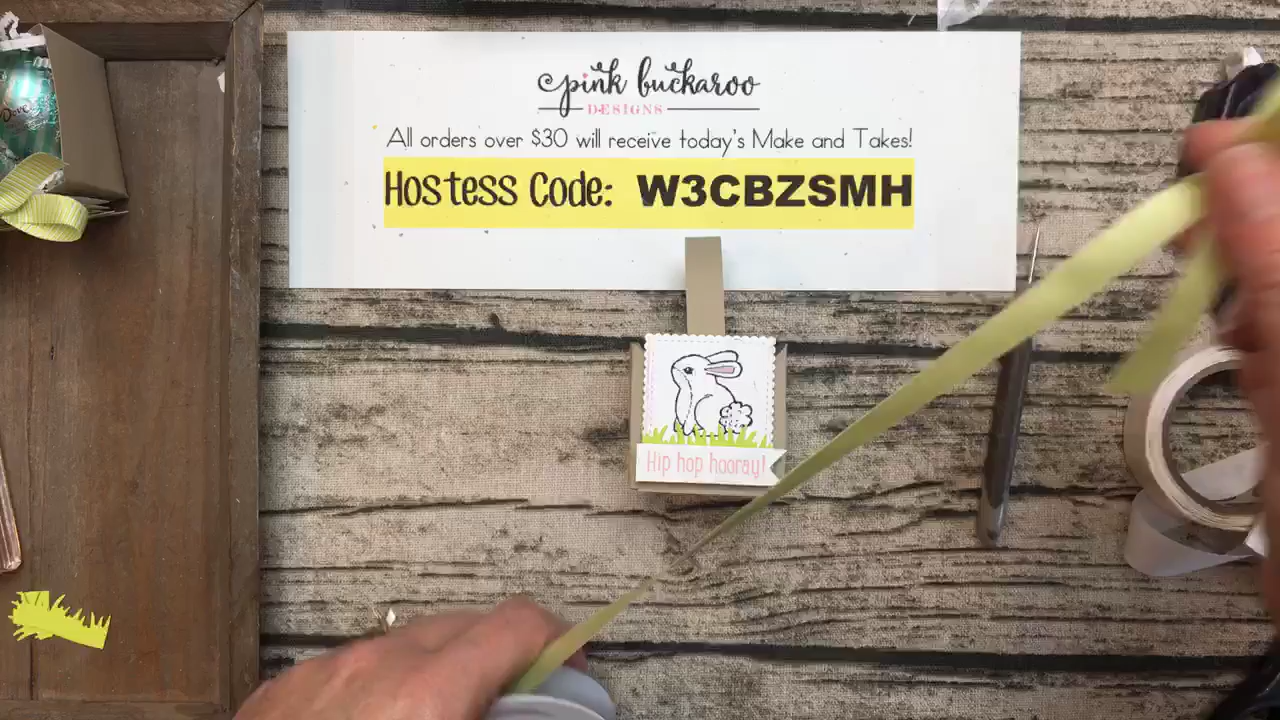 pink buckaroo
DESIGNS
All orders over $30 will receive today's Make and Takes!
Hostess Code: W3CBZSMH
Dove
Hip hop hooray!